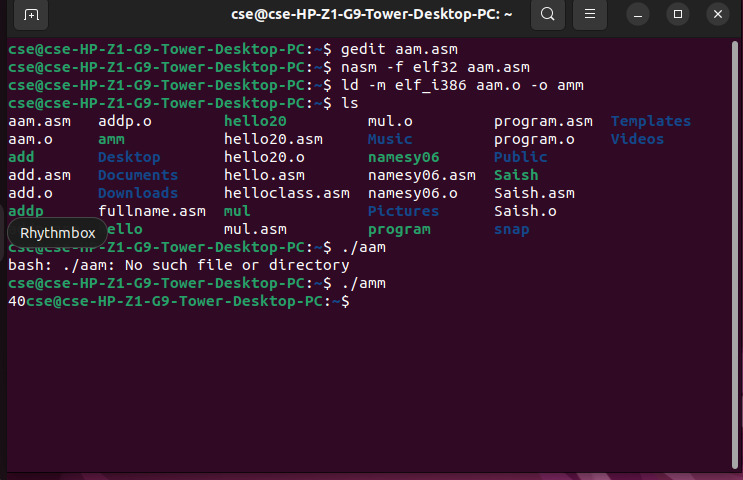 cse@cse-HP-Z1-G9-Tower-Desktop-PC: ~
cse@cse-HP-Z1-G9-Tower-Desktop-PC:~$ gedit aam.asm
cse@cse-HP-Z1-G9-Tower-Desktop-PC:~$ nasm -f elf32 aam.asm
cse@cse-HP-Z1-G9-Tower-Desktop-PC:~$ ld -m elf_i386 aam.o -o amm
cse@cse-HP-Z1-G9-Tower-Desktop-PC:~$ ls
aam.asm addp.o hello20 mul.o program.asm Templates
aam.o amm hello20.asm Music program.o Videos
add Desktop hello20.o namesy06 Public
add.asm Documents hello.asm namesy06.asm Saish
add.o Downloads helloclass.asm namesy06.o Saish.asm
addp fullname.asm mul Pictures Saish.o
Rhythmbox ello mul.asm program snap
cse@cse-HP-Z1-G9-Tower-Desktop-PC:~$ ./aam
bash: ./aam: No such file or directory
cse@cse-HP-Z1-G9-Tower-Desktop-PC:~$ ./amm
40cse@cse-HP-Z1-G9-Tower-Desktop-PC:~$